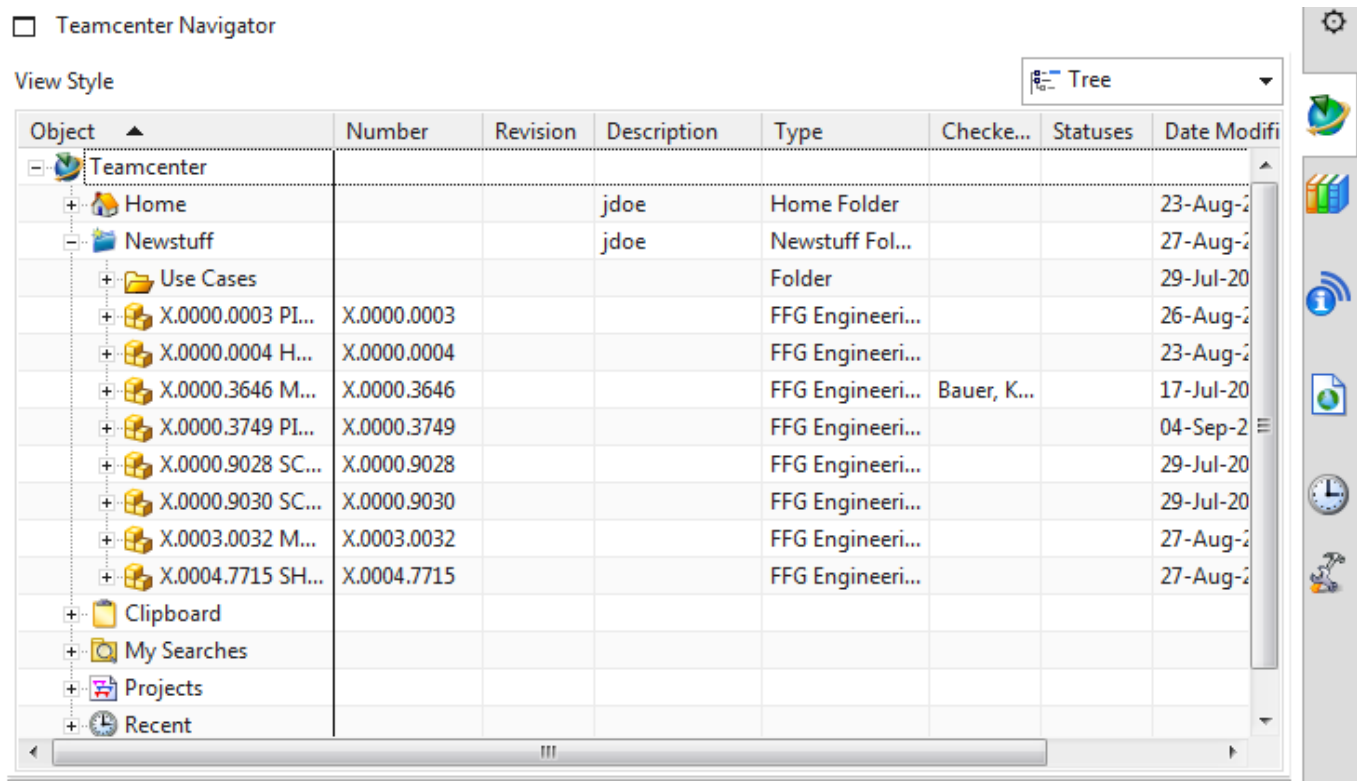 Teamcenter Navigator
View Style
Tree
Object Number Revision Description Type Checke... Statuses Date Modifi
Teamcenter
Home jdoe Home Folder 23-Aug-2
Newstuff jdoe Newstuff Fol... 27-Aug-2
Use Cases Folder 29-Jul-20
X.0000.0003 PI... X.0000.0003 FFG Engineeri... 26-Aug-2
X.0000.0004 H... X.0000.0004 FFG Engineeri... 23-Aug-2
X.0000.3646 M... X.0000.3646 FFG Engineeri... Bauer, K... 17-Jul-20
X.0000.3749 PI... X.0000.3749 FFG Engineeri... 04-Sep-2
X.0000.9028 SC... X.0000.9028 FFG Engineeri... 29-Jul-20
X.0000.9030 SC... X.0000.9030 FFG Engineeri... 29-Jul-20
X.0003.0032 M... X.0003.0032 FFG Engineeri... 27-Aug-2
X.0004.7715 SH... X.0004.7715 FFG Engineeri... 27-Aug-2
Clipboard
My Searches
Projects
Recent